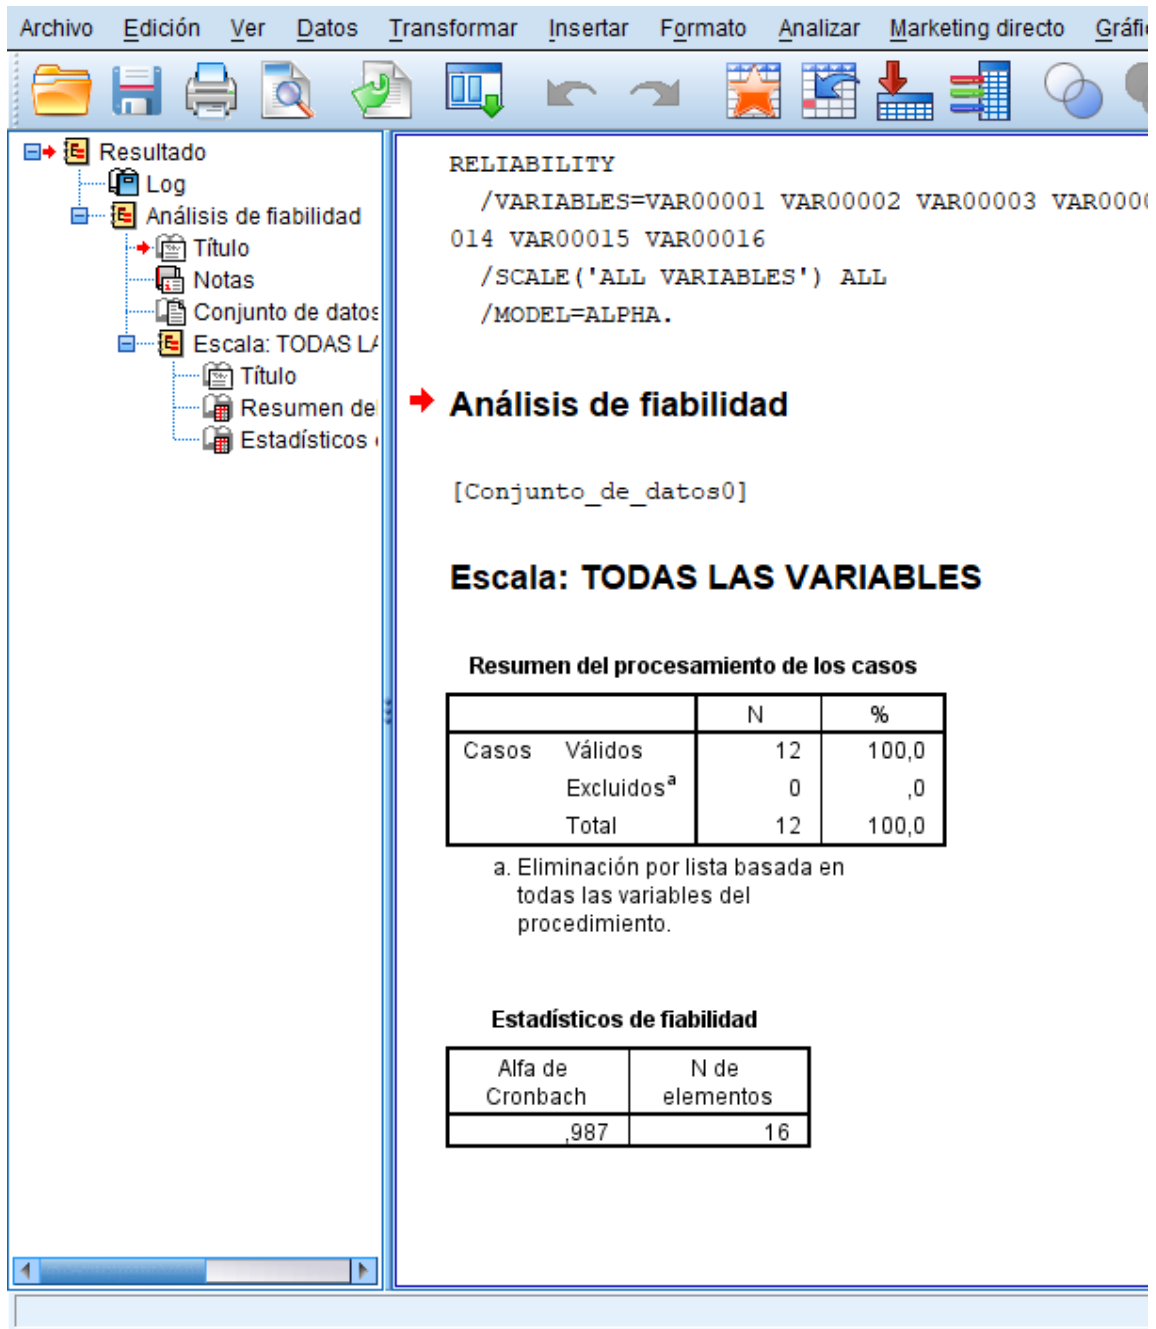 Archivo Edición Ver Datos Transformar Insertar Formato Analizar Marketing directo
Resultado
Log
Análisis de fiabilidad
Título
Notas
Conjunto de datos
Escala: TODAS
Título
Resumen
Estadísticos
RELIABILITY
/VARIABLES=VAR00001 VAR00002 VAR00003
014 VAR00015 VAR00016
/SCALE('ALL VARIABLES') ALL
/MODEL=ALPHA.
Análisis de fiabilidad
[Conjunto_de_datos0]
Escala: TODAS LAS VARIABLES
Resumen del procesamiento de los casos
N %
Casos Válidos 12 100,0
Excluidosª 0 ,0
Total 12 100,0
a. Eliminación por lista basada en
todas las variables del
procedimiento.
Estadísticos de fiabilidad
Alfa de N de
Cronbach elementos
,987 16